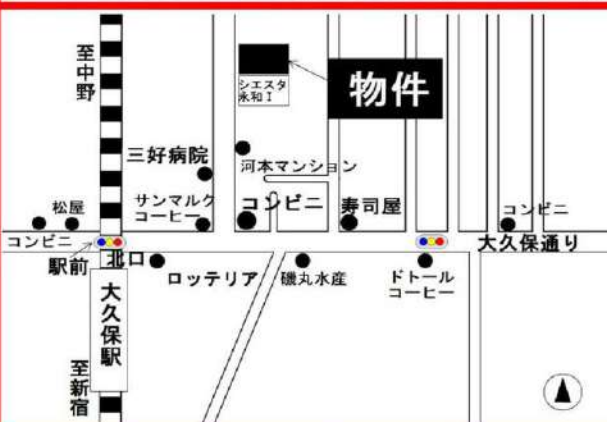 至中野
シエスタ
永和Ⅰ
物件
三好病院
河本マンション
松屋
サンマルク
コーヒー
コンビニ
寿司屋
コンビニ
コンビニ
大久保通り
駅前
北口
ロッテリア
磯丸水産
ドトール
コーヒー
大久保駅
至新宿